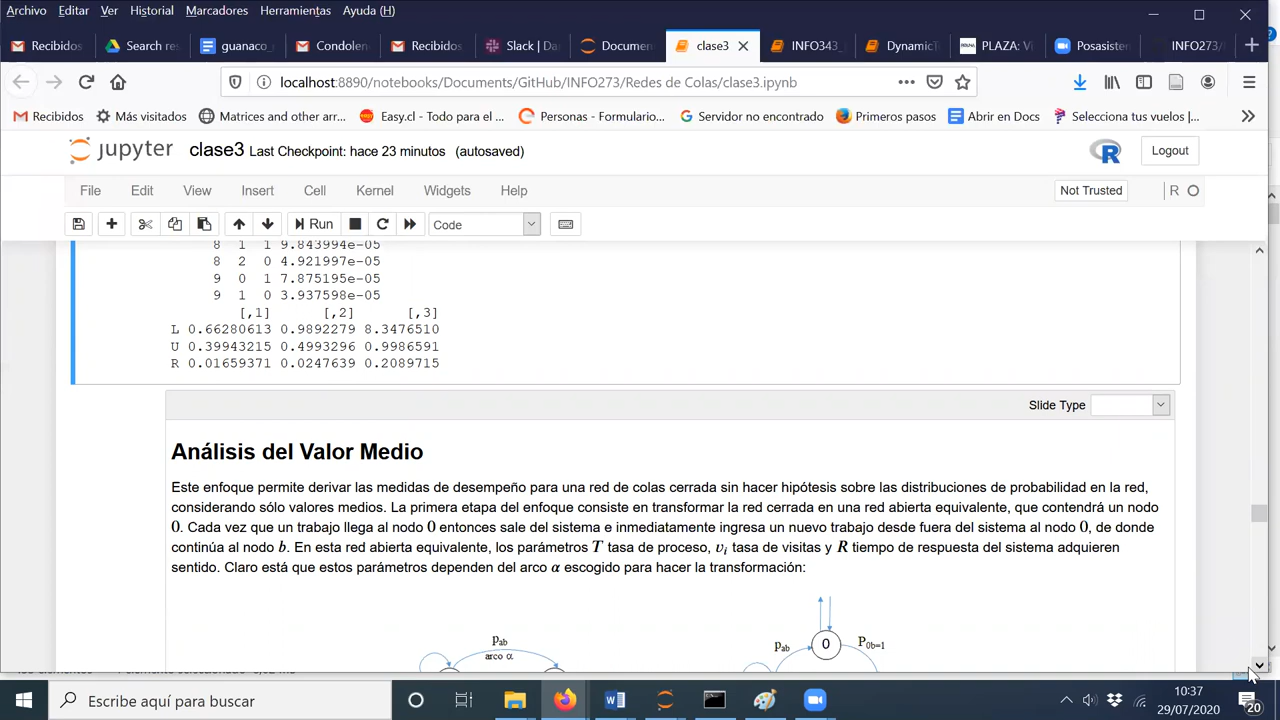 Archivo Editar Ver Historial Marcadores Herramientas Ayuda (H)
Recibidos Search re guanaco_ Condolen Recibidos Slack | Da Documen clase3 INFO343_ DynamicT PLAZA: Vi Posasisten INFO273/
localhost:8890/notebooks/Documents/GitHub/INFO273/Redes de Colas/clase3.ipynb
Recibidos Más visitados Matrices and other arr... Easy.cl - Todo para el ... Personas - Formulario... Servidor no encontrado Primeros pasos Abrir en Docs Selecciona tus vuelos |...
jupyter clase3 Last Checkpoint: hace 23 minutos (autosaved) R Logout
File Edit View Insert Cell Kernel Widgets Help Not Trusted R
Run Code
8 1 1 9.843994e-05
8 2 0 4.921997e-05
9 0 1 7.875195e-05
9 1 0 3.937598e-05
[,1] [,2] [,3]
L 0.66280613 0.9892279 8.3476510
U 0.39943215 0.4993296 0.9986591
R 0.01659371 0.0247639 0.2089715
Slide Type
Análisis del Valor Medio
Este enfoque permite derivar las medidas de desempeño para una red de colas cerrada sin hacer hipótesis sobre las distribuciones de probabilidad en la red,
considerando sólo valores medios. La primera etapa del enfoque consiste en transformar la red cerrada en una red abierta equivalente, que contendrá un nodo
0. Cada vez que un trabajo llega al nodo 0 entonces sale del sistema e inmediatamente ingresa un nuevo trabajo desde fuera del sistema al nodo 0, de donde
continúa al nodo b. En esta red abierta equivalente, los parámetros T tasa de proceso, vi tasa de visitas y R tiempo de respuesta del sistema adquieren
sentido. Claro está que estos parámetros dependen del arco α escogido para hacer la transformación:
pab
arco α
pab 0 P0b=1
Escribe aquí para buscar
10:37
29/07/2020
20